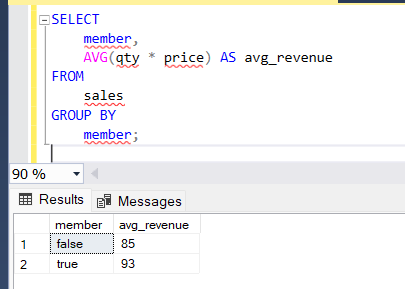 SELECT
member,
AVG(qty * price) AS avg_revenue
FROM
sales
GROUP BY
member;
90 %
Results Messages
member avg_revenue
1 false 85
2 true 93